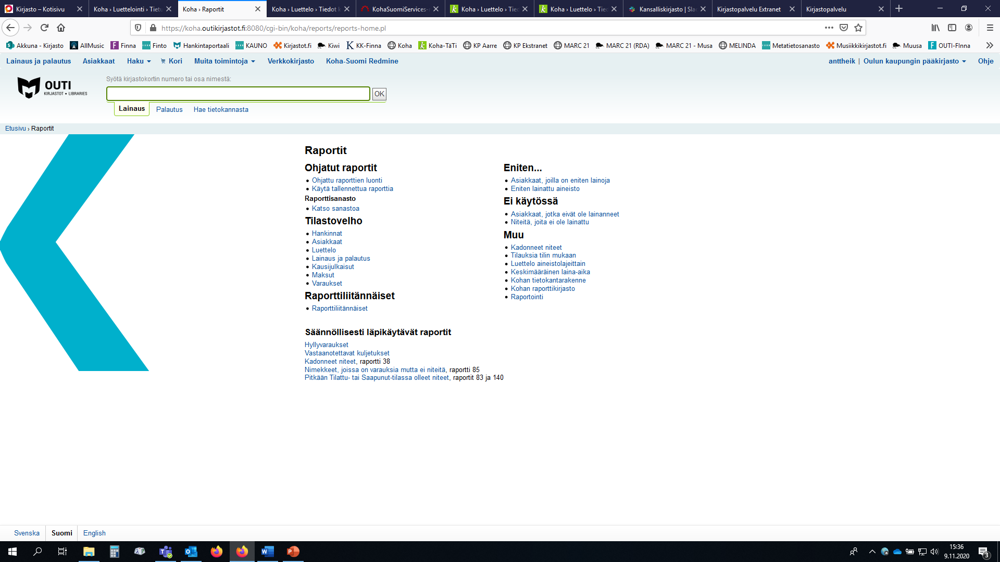 Kirjasto – Kotisivu
Koha › Luettelointi › Tietu
Koha › Raportit
Koha › Luettelo › Tiedot k
KohaSuomiServices-
Koha › Luettelo › Tied
Koha › Luettelo › Tied
Kansalliskirjasto | Sla
Kirjastopalvelu Extranet
Kirjastopalvelu
https://koha.outikirjastot.fi:8080/cgi-bin/koha/reports/reports-home.pl
Akkuna - Kirjasto AllMusic Finna Finto Hankintaportaali KAUNO Kirjastot.fi Kiwi KK-Finna Koha Koha-TäTi KP Aarre KP Ekstranet MARC 21 MARC 21 (RDA) MARC 21 - Musa MELINDA Metatietosanasto Musiikkikirjastot.fi Muusa OUTI-FInna
Lainaus ja palautus Asiakkaat Haku Kori Muita toimintoja Verkkokirjasto Koha-Suomi Redmine anttheik | Oulun kaupungin pääkirjasto Ohje
OUTI
KIRJASTOT • LIBRARIES
Syötä kirjastokortin numero tai osa nimestä:
OK
Lainaus Palautus Hae tietokannasta
Etusivu › Raportit
Raportit
Ohjatut raportit
• Ohjattu raporttien luonti
• Käytä tallennettua raporttia
Raporttisanasto
• Katso sanastoa
Tilastovelho
• Hankinnat
• Asiakkaat
• Luettelo
• Lainaus ja palautus
• Kausijulkaisut
• Maksut
• Varaukset
Raporttiliitännäiset
• Raporttiliitännäiset
Eniten...
• Asiakkaat, joilla on eniten lainoja
• Eniten lainattu aineisto
Ei käytössä
• Asiakkaat, jotka eivät ole lainanneet
• Niteitä, joita ei ole lainattu
Muu
• Kadonneet niteet
• Tilauksia tilin mukaan
• Luettelo aineistolajeittain
• Keskimääräinen laina-aika
• Kohan tietokantarakenne
• Kohan raporttikirjasto
• Raportointi
Säännöllisesti läpikäytävät raportit
Hyllyvaraukset
Vastaanotettavat kuljetukset
Kadonneet niteet, raportti 38
Nimekkeet, joissa on varauksia mutta ei niteitä, raportti 85
Pitkään Tilattu- tai Saapunut-tilassa olleet niteet, raportit 83 ja 140
Svenska Suomi English
15:36
9.11.2020
3